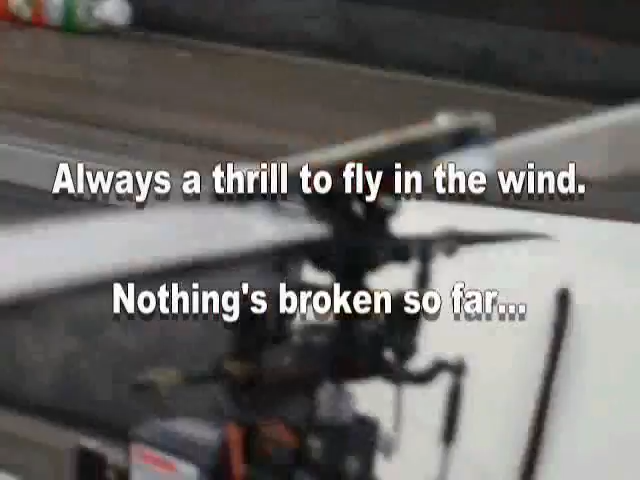 Always a thrill to fly in the wind.
Nothing's broken so far...